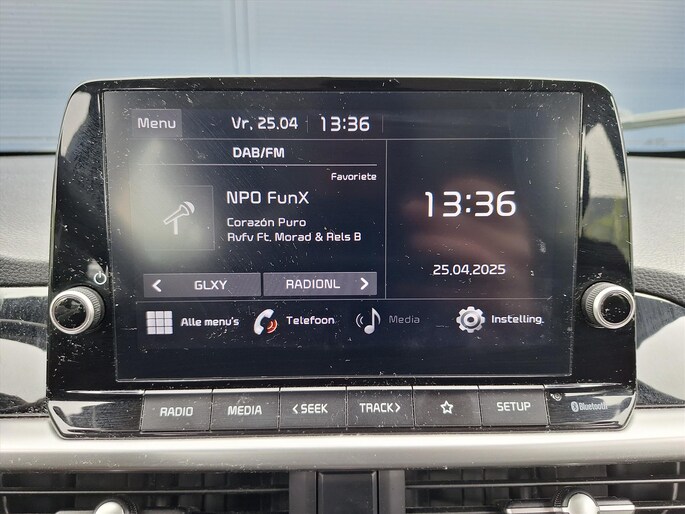 Menu Vr, 25.04 13:36
DAB/FM
Favoriete
NPO FunX
Corazón Puro
Rvfv Ft. Morad & Rels B
< GLXY RADIONL >
13:36
25.04.2025
Alle menu's Telefoon Media Instelling.
RADIO MEDIA < SEEK TRACK > SETUP Bluetooth